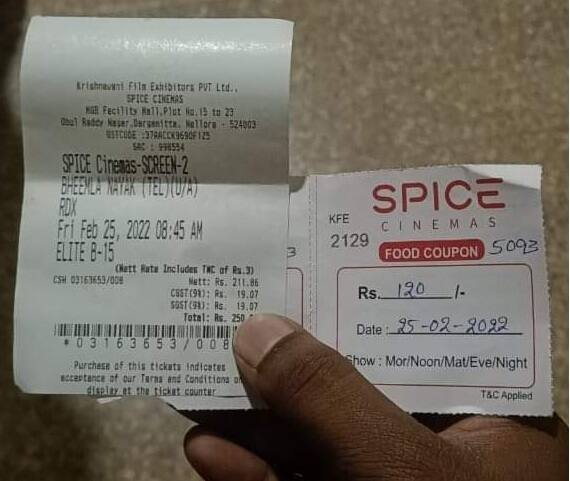 Krishnaveni Film Exhibitors PVT Ltd.,
SPICE CINEMAS
MGB Facility Mall,Plot No.15 to 23
Obul Reddy Nagar,Dargamitta, Nellore - 524003
GSTCODE :37AACCK9690F1Z5
SAC : 998554
SPICE Cinemas-SCREEN-2
BHEEMLA NAYAK (TEL)(U/A)
RDX
Fri Feb 25, 2022 08:45 AM
ELITE B-15
(Nett Rate Includes TMC of Rs.3)
CSH 03163653/008
Nett: Rs. 211.86
CGST(9%): Rs. 19.07
SGST(9%): Rs. 19.07
Total: Rs. 250.
*03163653/008
Purchase of this tickets indicates
acceptance of our Terms and Conditions
display at the ticket counter
3
KFE
2129
SPICE
CINEMAS
FOOD COUPON 5093
Rs. 120 /-
Date : 25-02-2022
Show : Mor/Noon/Mat/Eve/Night
T&C Applied